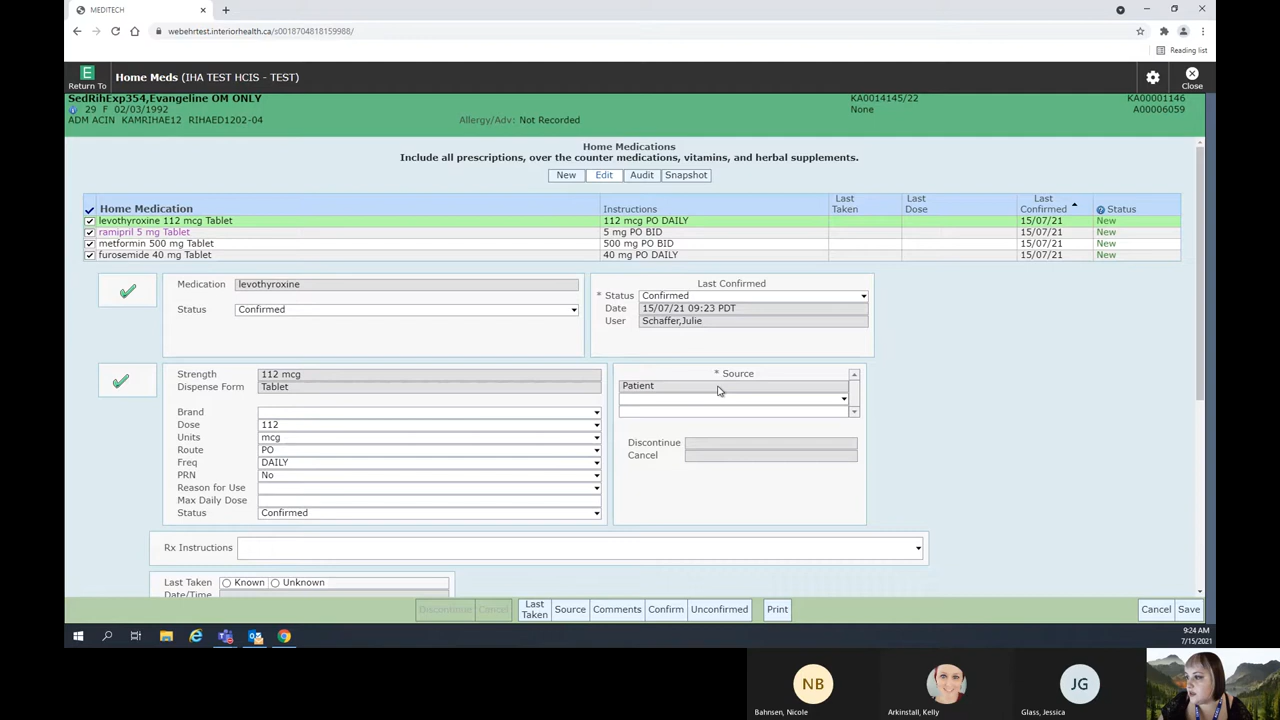 MEDITECH
webehrtest.interiorhealth.ca/s0018704818159988/
Reading list
E
Return To
Home Meds (IHA TEST HCIS - TEST)
Close
SedRihExp354,Evangeline OM ONLY
29 F 02/03/1992
ADM ACIN KAMRIHAE12 RIHAED1202-04
Allergy/Adv: Not Recorded
KA0014145/22
None
KA00001146
A00006059
Home Medications
Include all prescriptions, over the counter medications, vitamins, and herbal supplements.
New Edit Audit Snapshot
Home Medication Instructions Last Taken Last Dose Last Confirmed Status
levothyroxine 112 mcg Tablet 112 mcg PO DAILY 15/07/21 New
ramipril 5 mg Tablet 5 mg PO BID 15/07/21 New
metformin 500 mg Tablet 500 mg PO BID 15/07/21 New
furosemide 40 mg Tablet 40 mg PO DAILY 15/07/21 New
Medication levothyroxine
Status Confirmed
Last Confirmed
* Status Confirmed
Date 15/07/21 09:23 PDT
User Schaffer,Julie
Strength 112 mcg
Dispense Form Tablet
Brand
Dose 112
Units mcg
Route PO
Freq DAILY
PRN No
Reason for Use
Max Daily Dose
Status Confirmed
* Source
Patient
Discontinue
Cancel
Rx Instructions
Last Taken Known Unknown
Date/Time
Discontinue Cancel Last Taken Source Comments Confirm Unconfirmed Print Cancel Save
9:24 AM
7/15/2021
NB
JG
Bahnsen, Nicole
Arkinstall, Kelly
Glass, Jessica